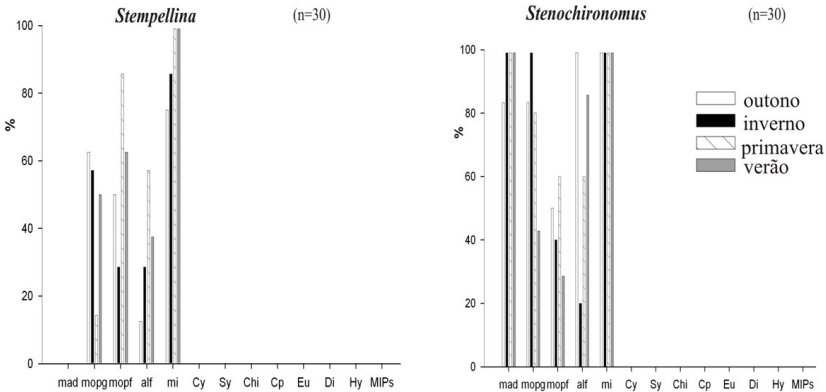 Stempellina (n=30)
Stenochironomus (n=30)
100
80
60
40
20
0
%
mad mopg mopf alf mi Cy Sy Chi Cp Eu Di Hy MIPs
100
80
60
40
20
0
%
mad mopg mopf alf mi Cy Sy Chi Cp Eu Di Hy MIPs
outono
inverno
primavera
verão